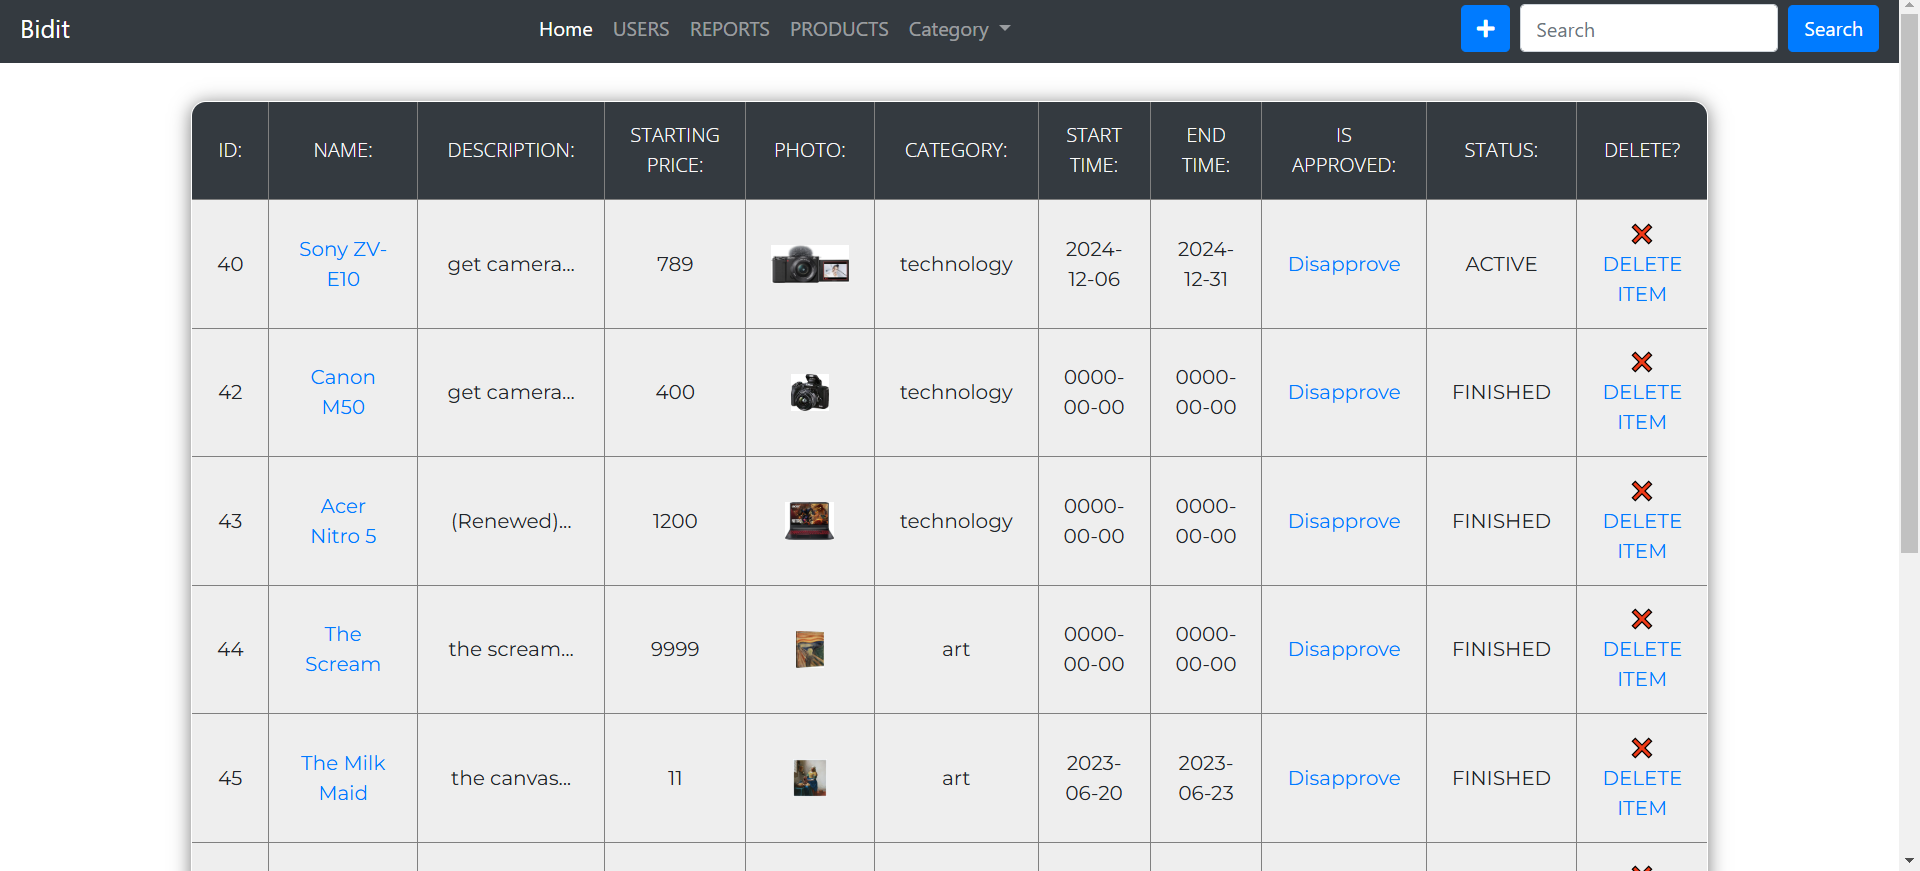 Bidit Home USERS REPORTS PRODUCTS Category + Search Search
ID: NAME: DESCRIPTION: STARTING PRICE: PHOTO: CATEGORY: START TIME: END TIME: IS APPROVED: STATUS: DELETE?
40 Sony ZV-E10 get camera... 789 technology 2024-12-06 2024-12-31 Disapprove ACTIVE DELETE ITEM
42 Canon M50 get camera... 400 technology 0000-00-00 0000-00-00 Disapprove FINISHED DELETE ITEM
43 Acer Nitro 5 (Renewed)... 1200 technology 0000-00-00 0000-00-00 Disapprove FINISHED DELETE ITEM
44 The Scream the scream... 9999 art 0000-00-00 0000-00-00 Disapprove FINISHED DELETE ITEM
45 The Milk Maid the canvas... 11 art 2023-06-20 2023-06-23 Disapprove FINISHED DELETE ITEM